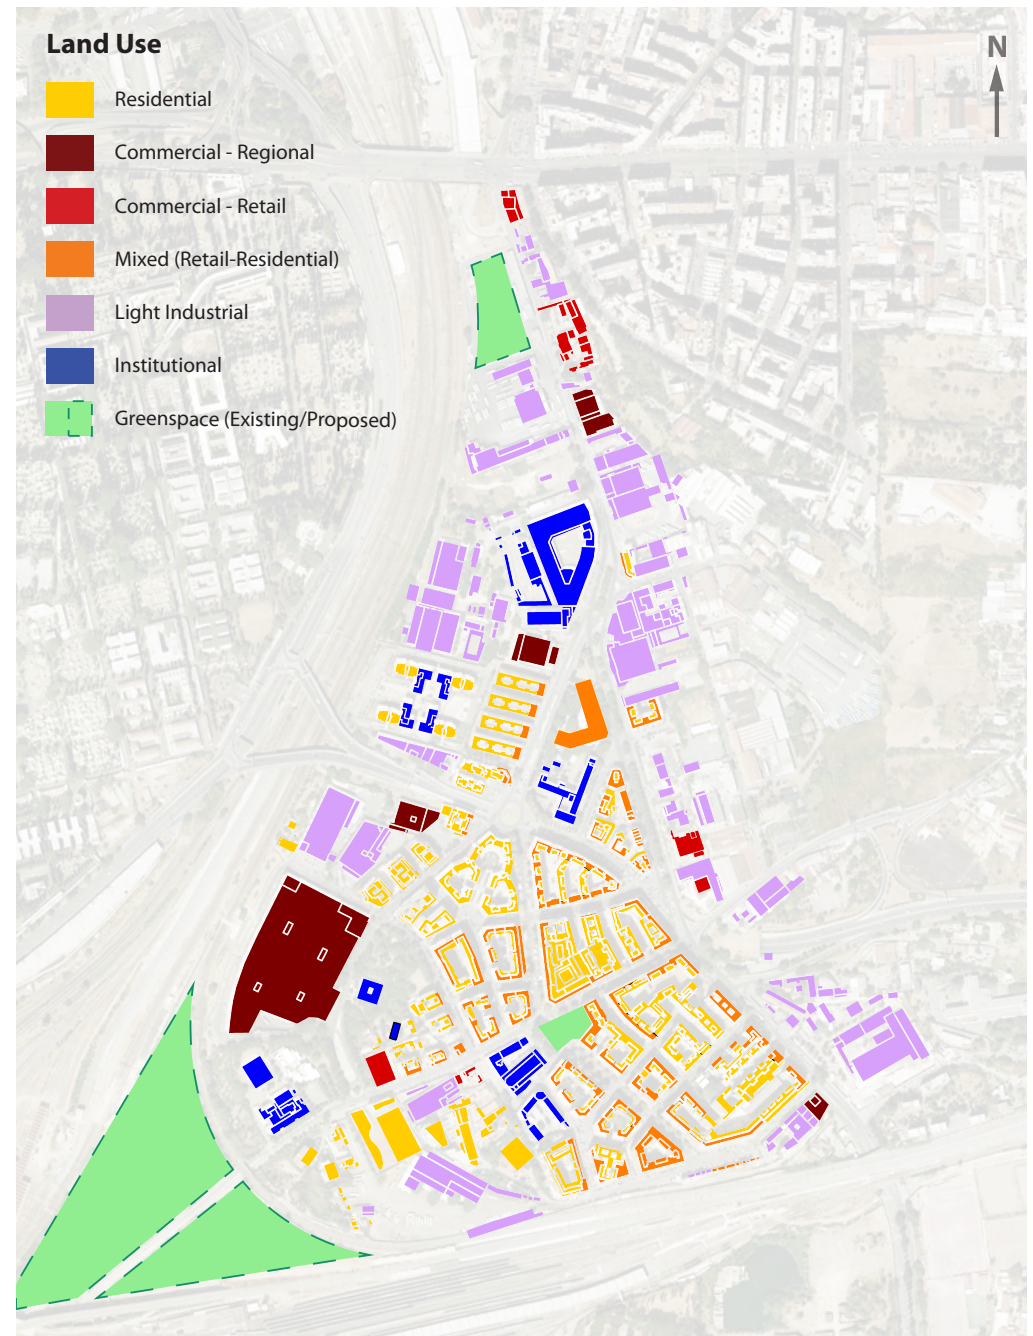 Land Use
N
Residential
Commercial - Regional
Commercial - Retail
Mixed (Retail-Residential)
Light Industrial
Institutional
Greenspace (Existing/Proposed)